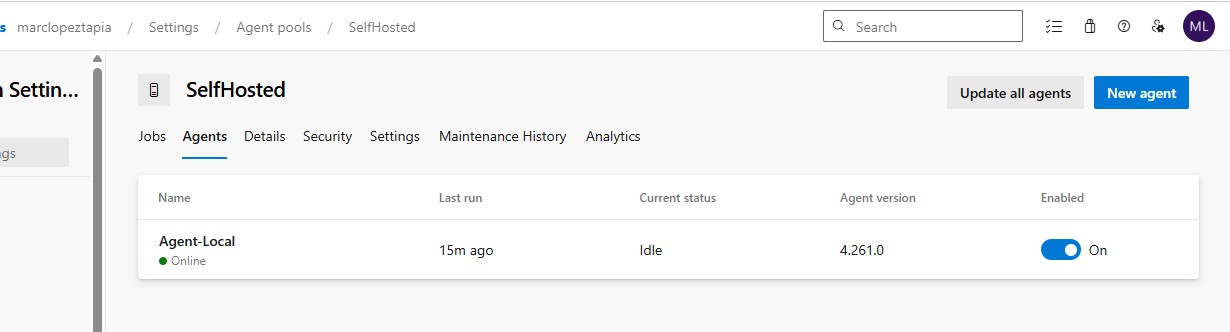 s marclopeztapia / Settings / Agent pools / SelfHosted Search ML
n Settin... SelfHosted Update all agents New agent
Jobs Agents Details Security Settings Maintenance History Analytics
ngs
Name Last run Current status Agent version Enabled
Agent-Local 15m ago Idle 4.261.0 On
Online